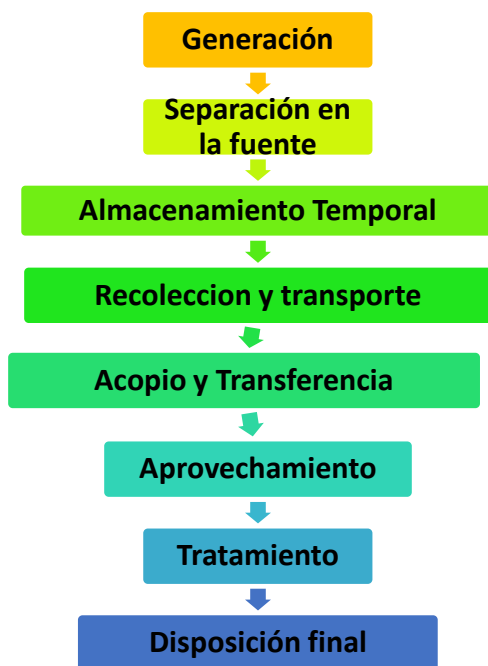 Generación
Separación en
la fuente
Almacenamiento Temporal
Recoleccion y transporte
Acopio y Transferencia
Aprovechamiento
Tratamiento
Disposición final